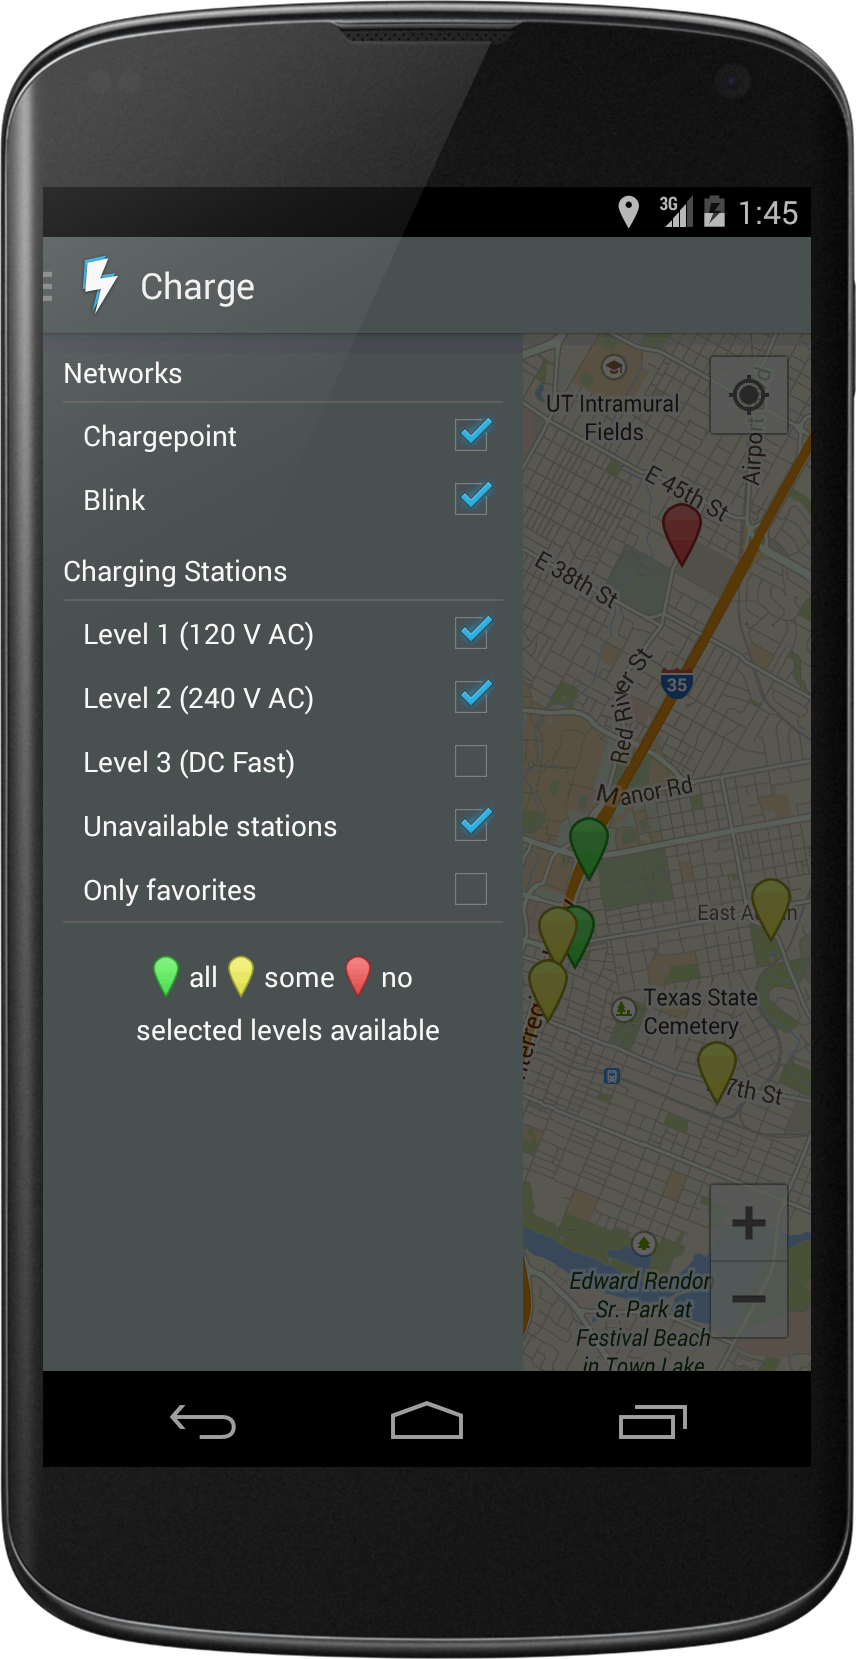 3G 1:45
Charge
Networks
Chargepoint
Blink
Charging Stations
Level 1 (120 V AC)
Level 2 (240 V AC)
Level 3 (DC Fast)
Unavailable stations
Only favorites
all some no
selected levels available
UT Intramural
Fields
Airport
E 45th St
E 38th St
Red River St
35
Manor Rd
East
Texas State
Cemetery
7th St
Edward Rendon
Sr. Park at
Festival Beach
in Town Lake
+
−